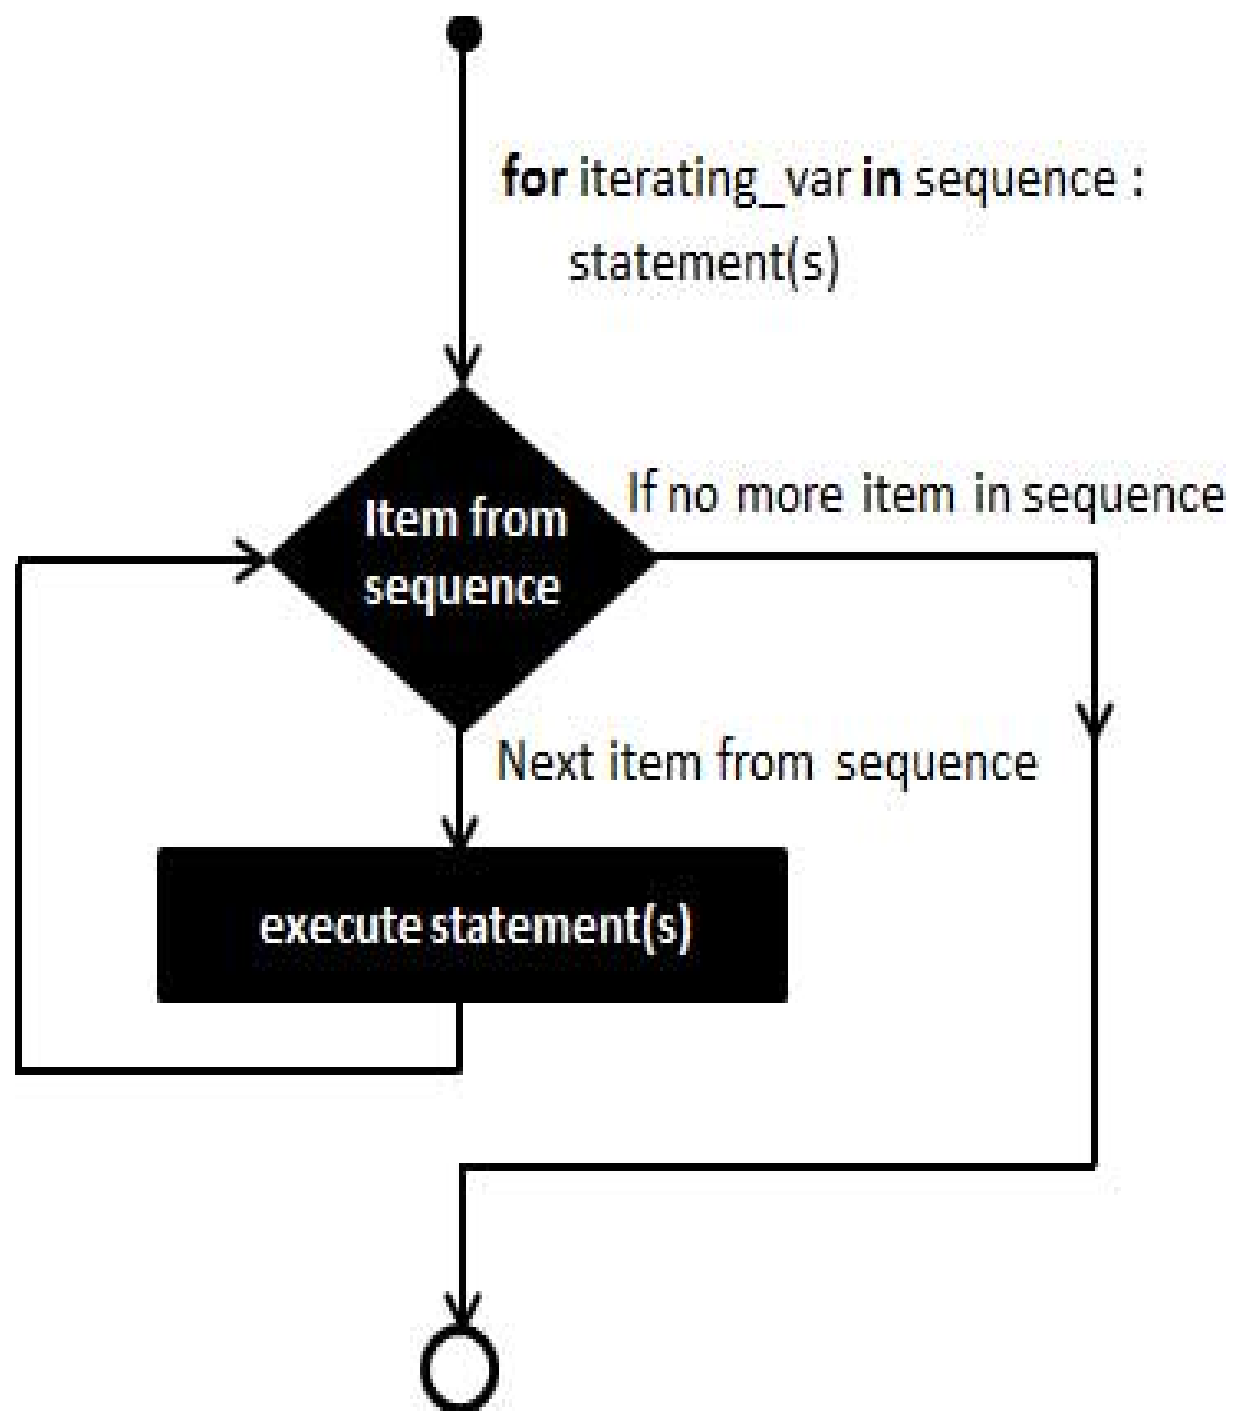 for iterating_var in sequence :
statement(s)
If no more item in sequence
Item from
sequence
Next item from sequence
execute statement(s)